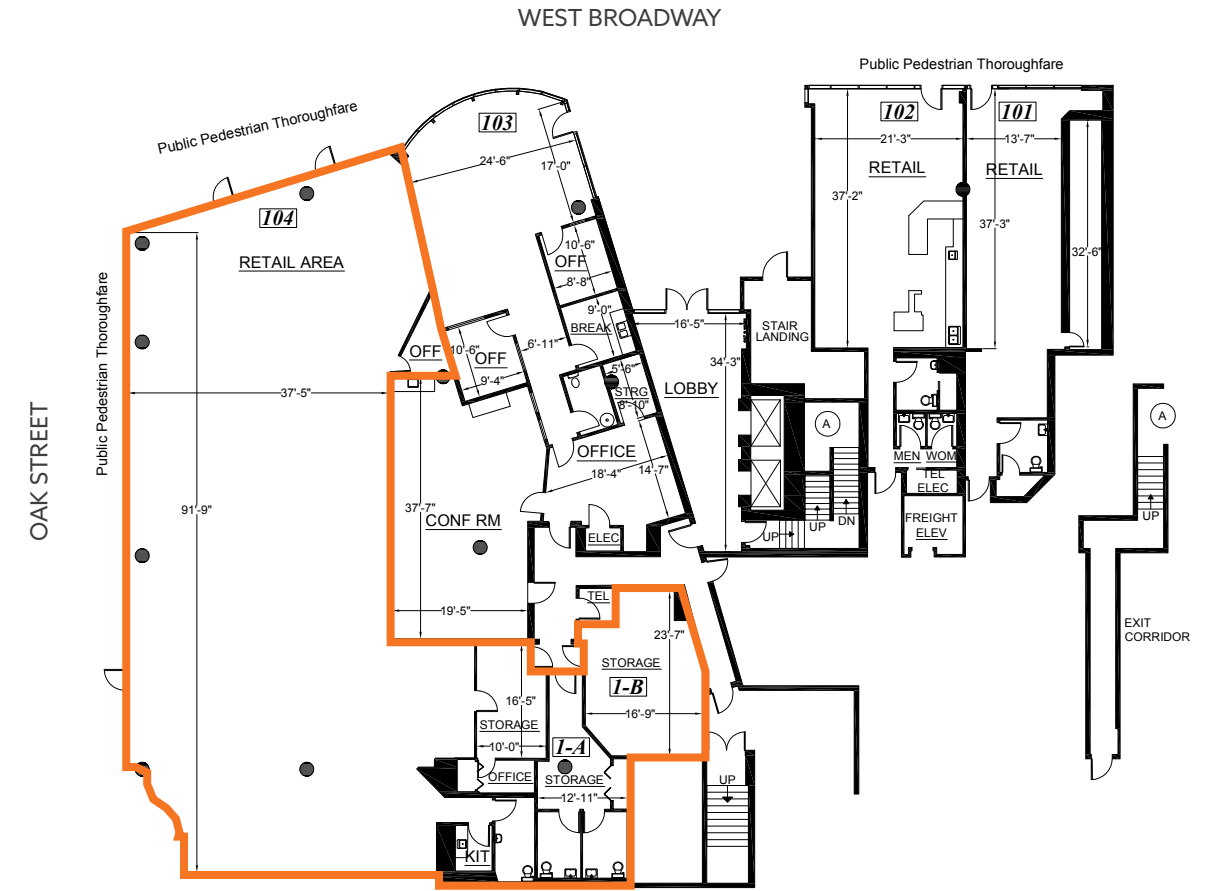 WEST BROADWAY
Public Pedestrian Thoroughfare
Public Pedestrian Thoroughfare
103
102
101
24'-6"
17'-0"
21'-3"
13'-7"
RETAIL
RETAIL
37'-2"
37'-3"
32'-6"
104
RETAIL AREA
10'-6"
OFF
8'-8"
9'-0"
BREAK
6'-11"
16'-5"
STAIR
LANDING
34'-3"
LOBBY
OFF
10'-6"
OFF
9'-4"
5'-6"
STRG
8'-10"
Public Pedestrian Thoroughfare
OAK STREET
37'-5"
91'-9"
A
A
OFFICE
18'-4"
14'-7"
MEN
WOM
TEL
ELEC
37'-7"
CONF RM
FREIGHT
ELEV
UP
DN
UP
UP
ELEC
TEL
19'-5"
23'-7"
EXIT
CORRIDOR
STORAGE
1-B
16'-9"
16'-5"
STORAGE
10'-0"
1-A
OFFICE
STORAGE
12'-11"
UP
KIT